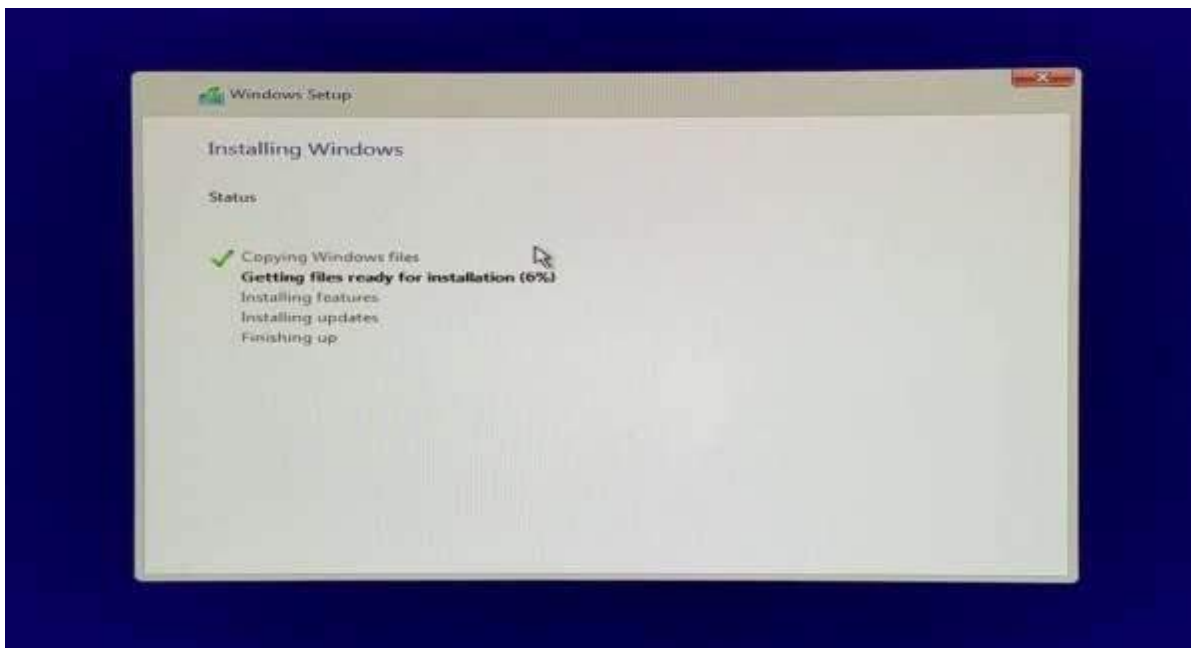 Windows Setup
Installing Windows
Status
Copying Windows files
Getting files ready for installation (6%)
Installing features
Installing updates
Finishing up